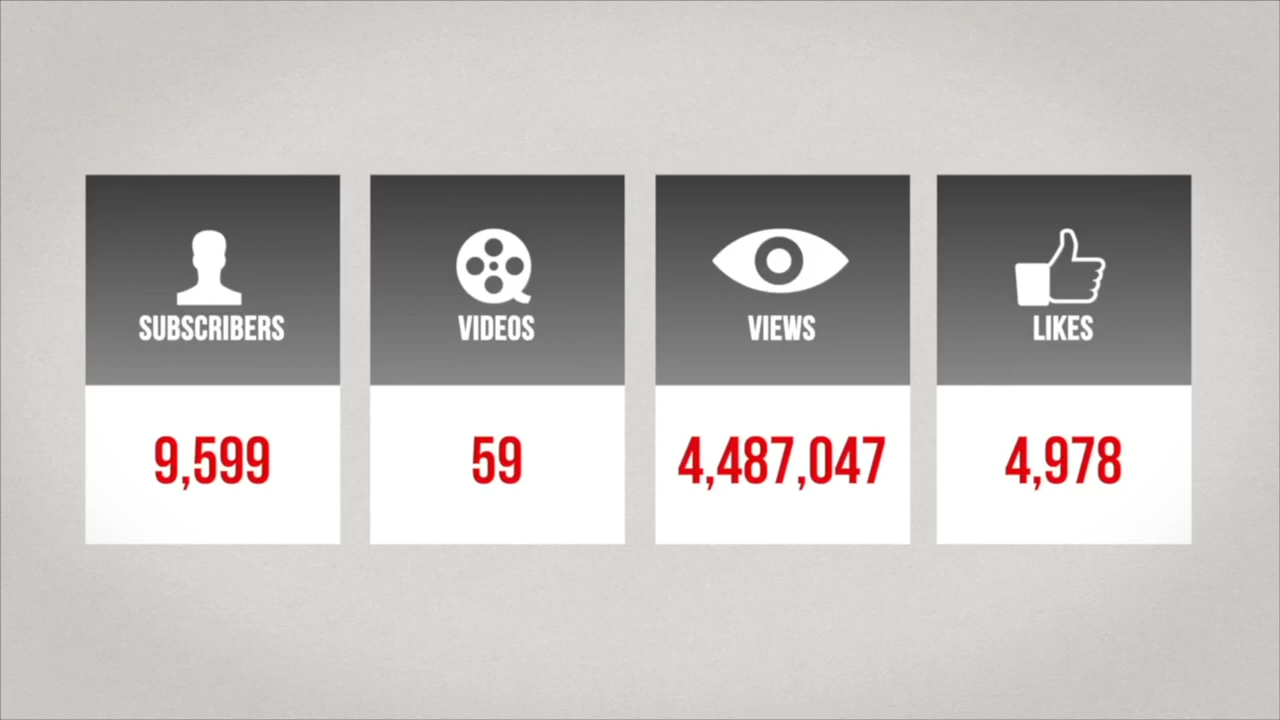 SUBSCRIBERS
9,599
VIDEOS
59
VIEWS
4,487,047
LIKES
4,978